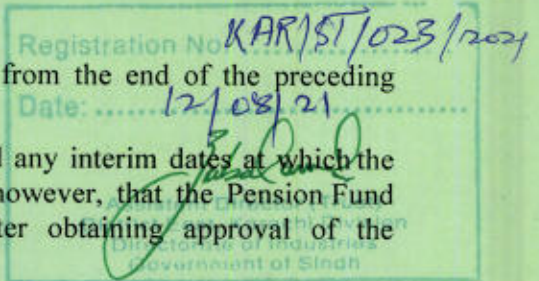 Registration No. KAR/ST/023/2021
from the end of the preceding
Date: 12/08/21
any interim dates at which the
however, that the Pension Fund
obtaining approval of the
Directorate of Industries
Government of Sindh